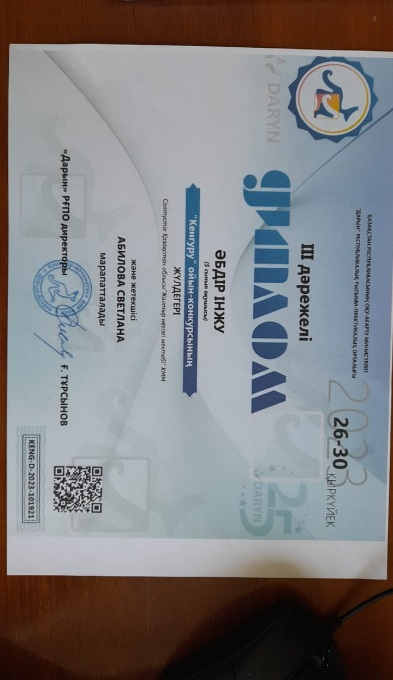 ҚАЗАҚСТАН РЕСПУБЛИКАСЫНЫҢ ОҚУ-АҒАРТУ МИНИСТРЛІГІ
"ДАРЫН" РЕСПУБЛИКАЛЫҚ ҒЫЛЫМИ-ПРАКТИКАЛЫҚ ОРТАЛЫҒЫ
DARYN
2023
26-30
ҚЫРКҮЙЕК
III дәрежелі
ДИПЛОМ
25
DARYN
ӘБДІР ІНЖУ
(5 сынып оқушысы)
"Кенгуру" ойын-конкурсының
ЖҮЛДЕГЕРІ
Солтүстік Қазақстан облысы "Жалтыр негізгі мектебі" КММ
және жетекшісі
АБИЛОВА СВЕТЛАНА
марапатталады
«Дарын» РҒПО директоры
Ғ. ТҰРСЫНОВ
KENG-D-2023-101921